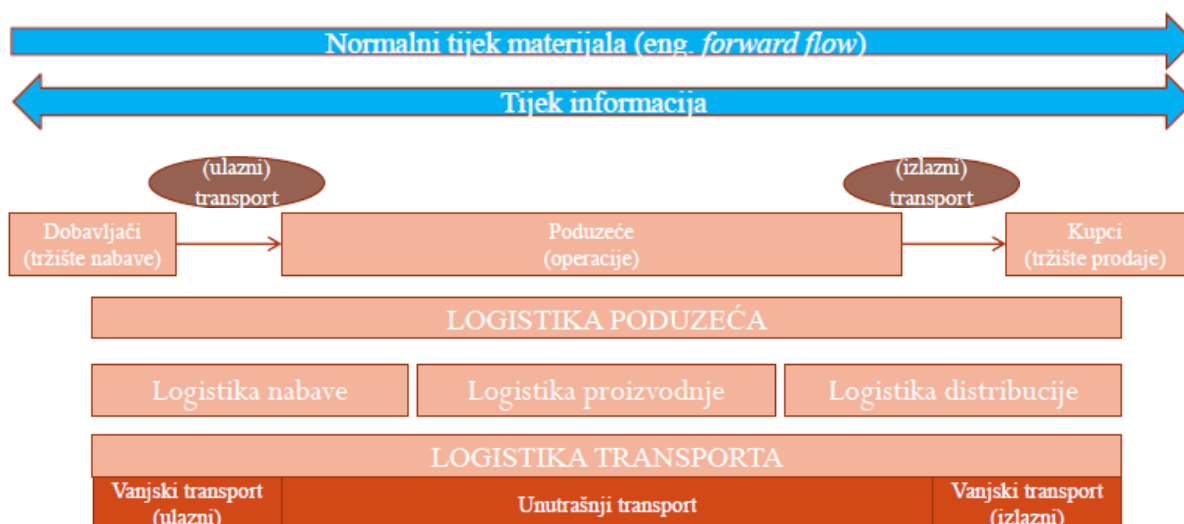 Normalni tijek materijala (eng. forward flow)
Tijek informacija
(ulazni)
transport
(izlazni)
transport
Dobavljači
(tržište nabave)
Poduzeće
(operacije)
Kupci
(tržište prodaje)
LOGISTIKA PODUZEĆA
Logistika nabave
Logistika proizvodnje
Logistika distribucije
LOGISTIKA TRANSPORTA
Vanjski transport
(ulazni)
Unutrašnji transport
Vanjski transport
(izlazni)